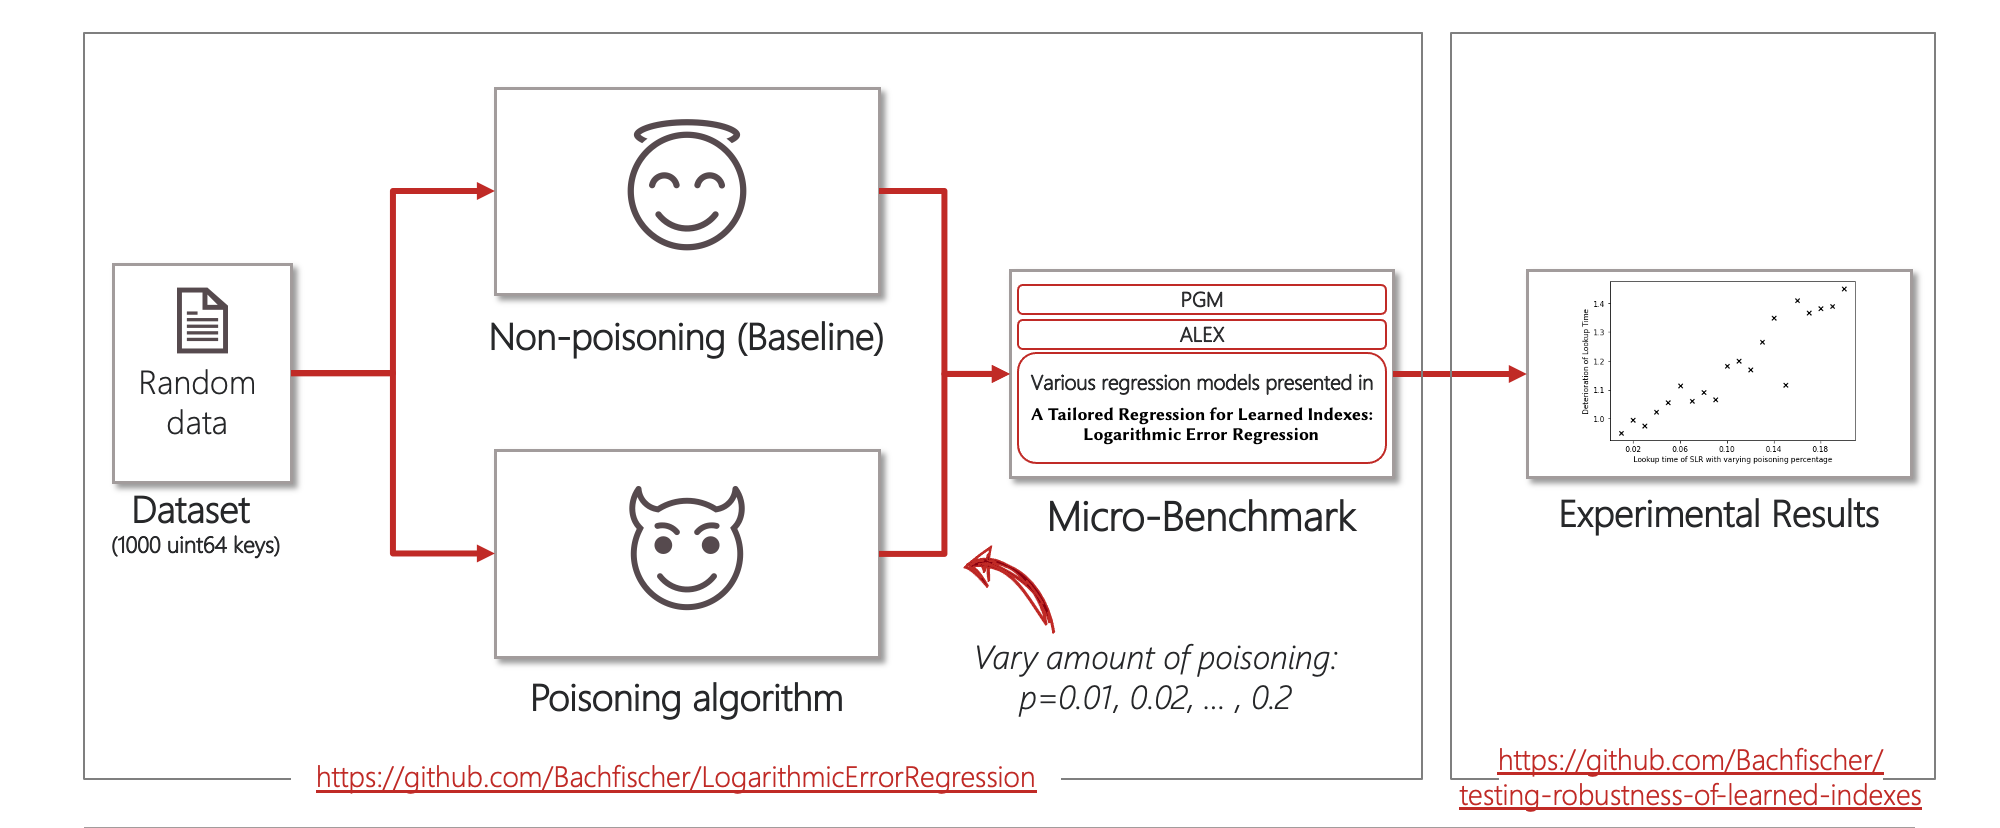 Random
data
Dataset
(1000 uint64 keys)
Non-poisoning (Baseline)
Poisoning algorithm
PGM
ALEX
Various regression models presented in
A Tailored Regression for Learned Indexes:
Logarithmic Error Regression
Micro-Benchmark
Vary amount of poisoning:
p=0.01, 0.02, ... , 0.2
https://github.com/Bachfischer/LogarithmicErrorRegression
Deterioration of Lookup Time
1.4
1.3
1.2
1.1
1.0
0.02 0.06 0.10 0.14 0.18
Lookup time of SLR with varying poisoning percentage
Experimental Results
https://github.com/Bachfischer/
testing-robustness-of-learned-indexes